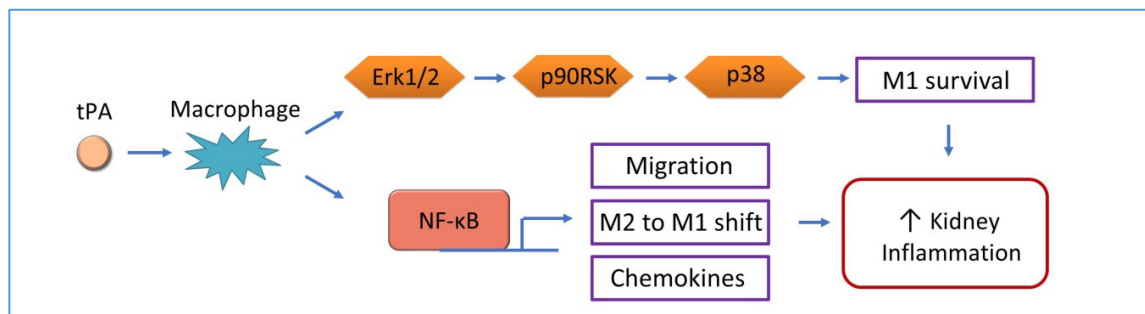 tPA
Macrophage
Erk1/2
p90RSK
p38
M1 survival
NF-κB
Migration
M2 to M1 shift
Chemokines
↑ Kidney
Inflammation